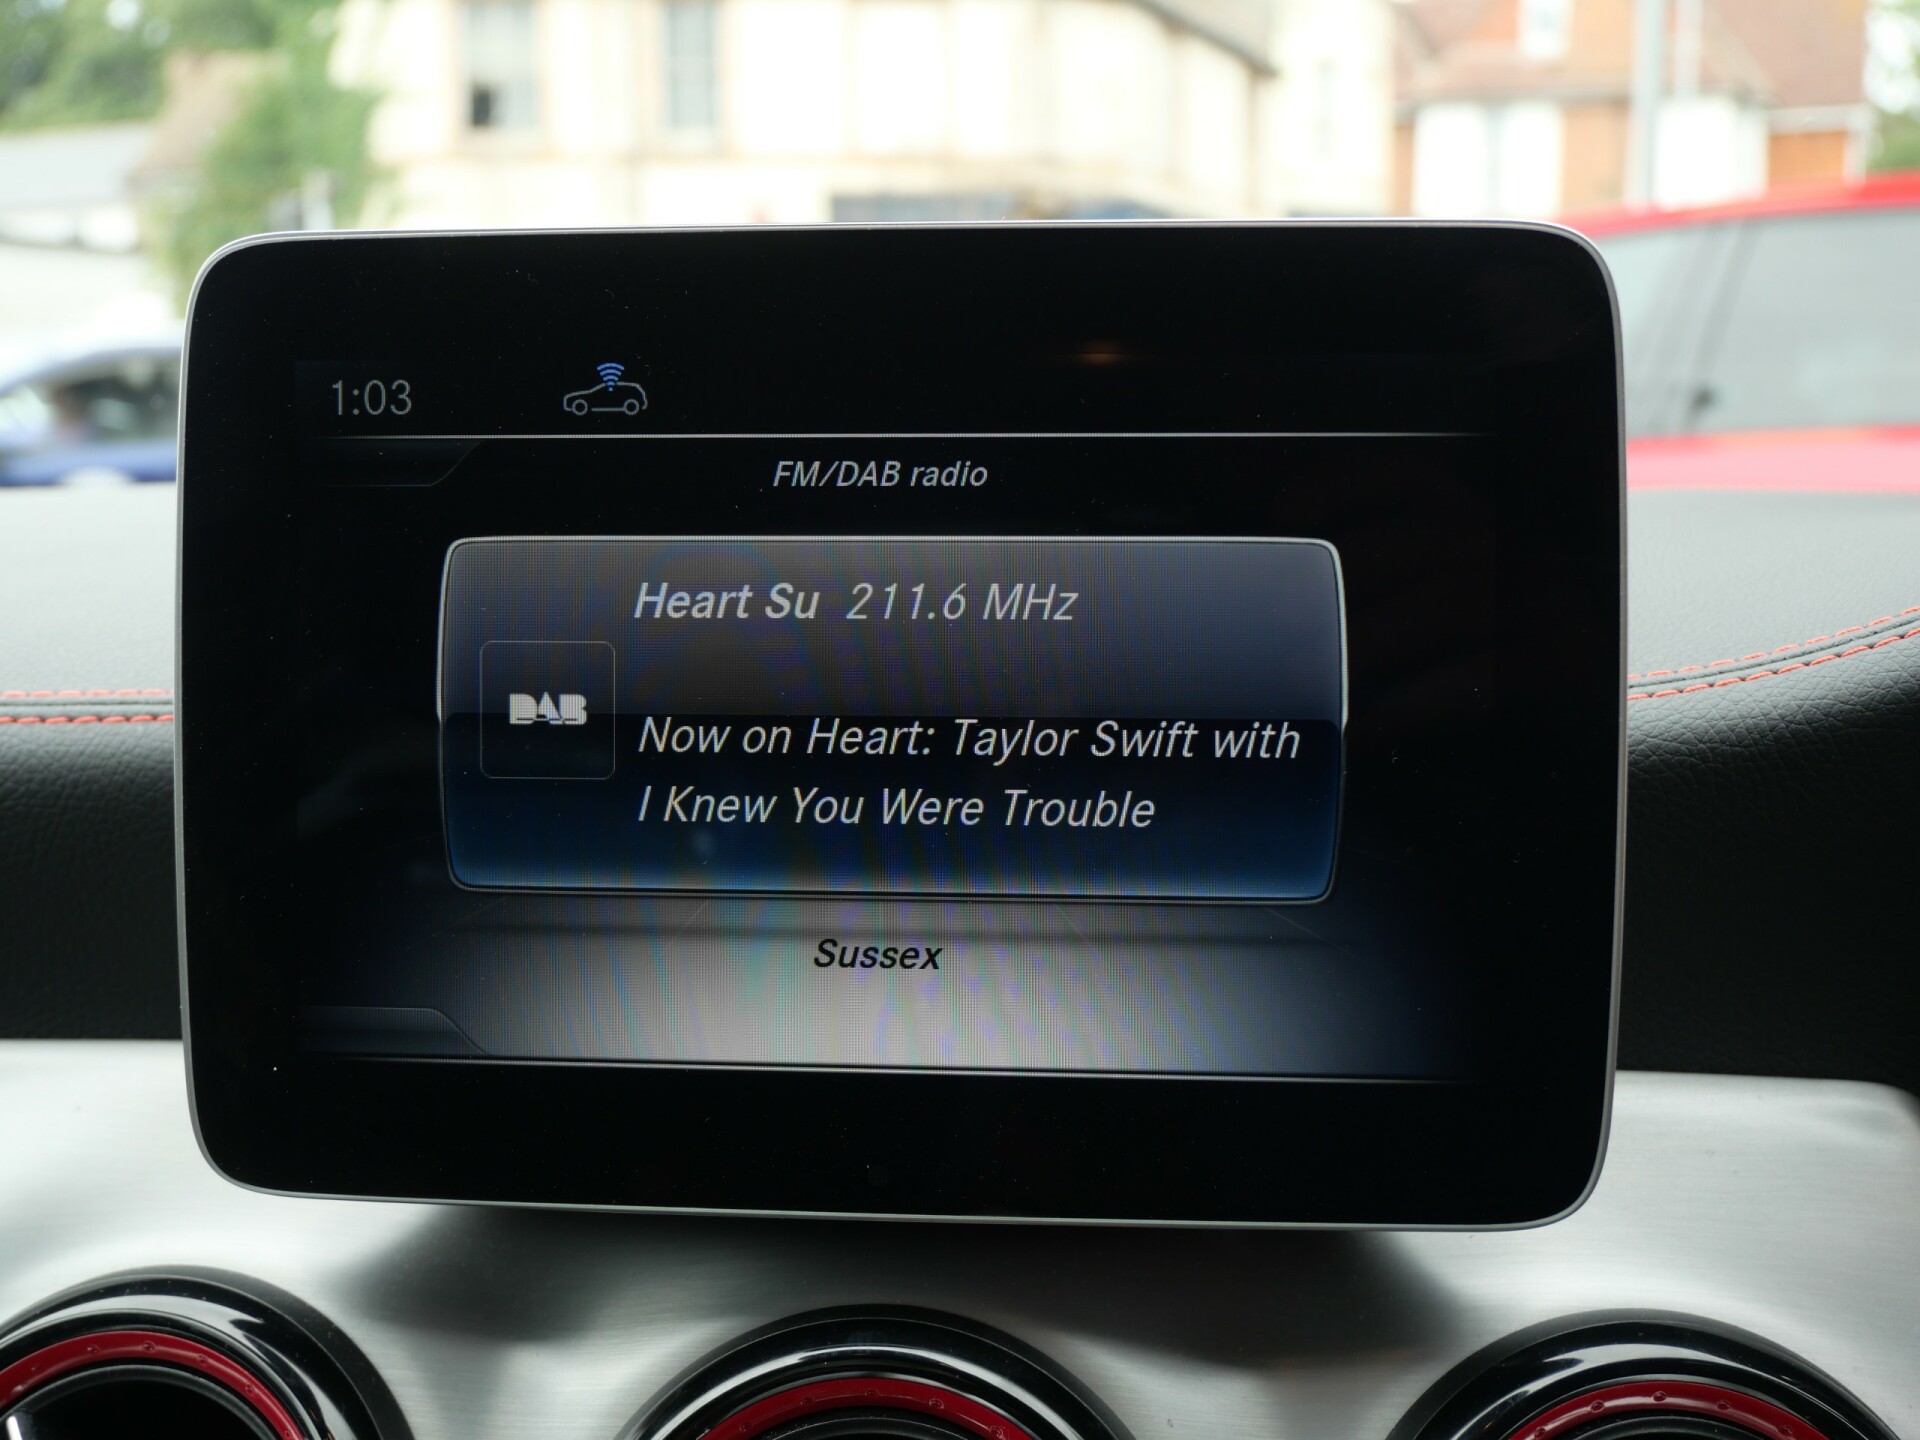 1:03
FM/DAB radio
Heart Su 211.6 MHz
DAB
Now on Heart: Taylor Swift with
I Knew You Were Trouble
Sussex